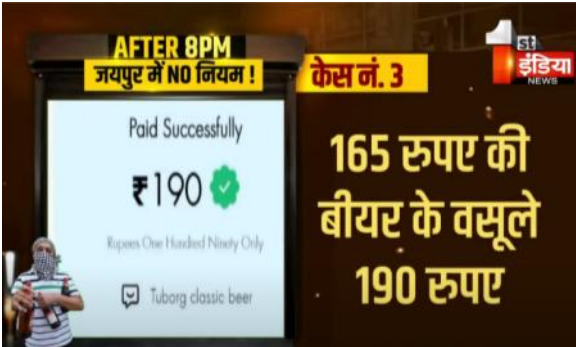 AFTER 8PM
जयपुर में NO नियम !
केस नं. 3
1st
इंडिया
NEWS
Paid Successfully
₹190
Rupees One Hundred Ninety Only
Tuborg classic beer
165 रुपए की
बीयर के वसूले
190 रुपए